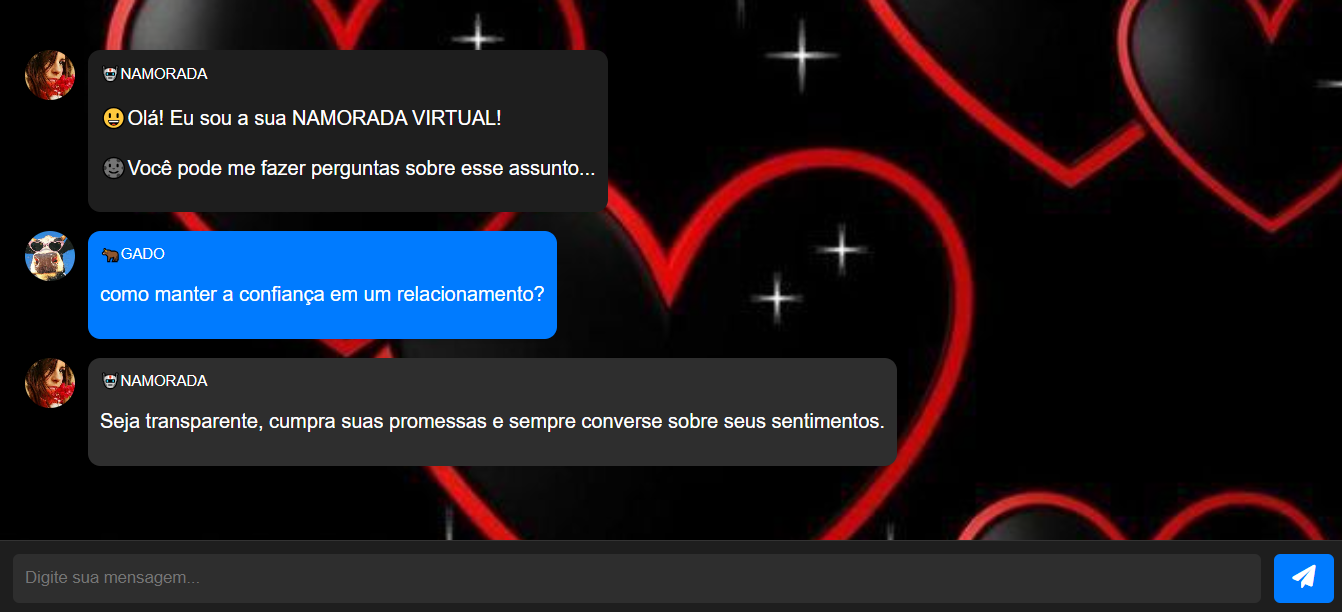 NAMORADA
Olá! Eu sou a sua NAMORADA VIRTUAL!
Você pode me fazer perguntas sobre esse assunto...
GADO
como manter a confiança em um relacionamento?
NAMORADA
Seja transparente, cumpra suas promessas e sempre converse sobre seus sentimentos.
Digite sua mensagem...